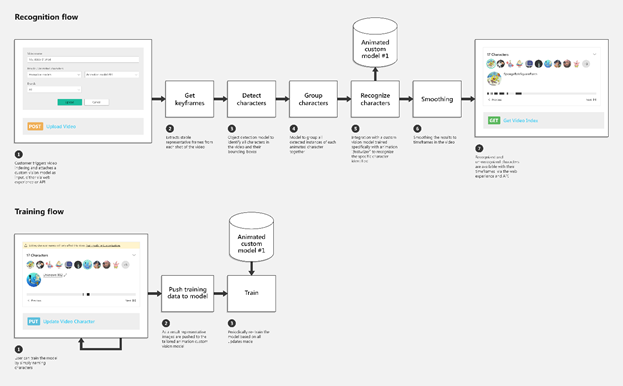 Recognition flow
Animated
custom
model #1
17 Characters
POST Upload Video
Get
keyframes
Detect
characters
Group
characters
Recognize
characters
Smoothing
GET Get Video Index
1
Customer triggers video
indexing and attaches a
custom vision model as
input, either via web
experience or API
2
Extracts stable
representative frames from
each shot of the video
3
Object detection model to
identify all characters in
the video and their
bounding boxes
4
Model to group all
detected instances of each
animated character
together
5
Integration with a custom
vision model trained
specifically with animation
to recognize
the specific character
6
Smoothing the results to
timeframes in the video
7
Recognized and
unrecognized characters
are available with their
timeframes via the web
experience and API
Training flow
Animated
custom
model #1
17 Characters
PUT Update Video Character
Push training
data to model
Train
1
User can train the model
by simply naming
characters
2
As a result representative
images are pushed to the
tailored animation custom
vision model
3
Periodically re-train the
model based on all
updates made